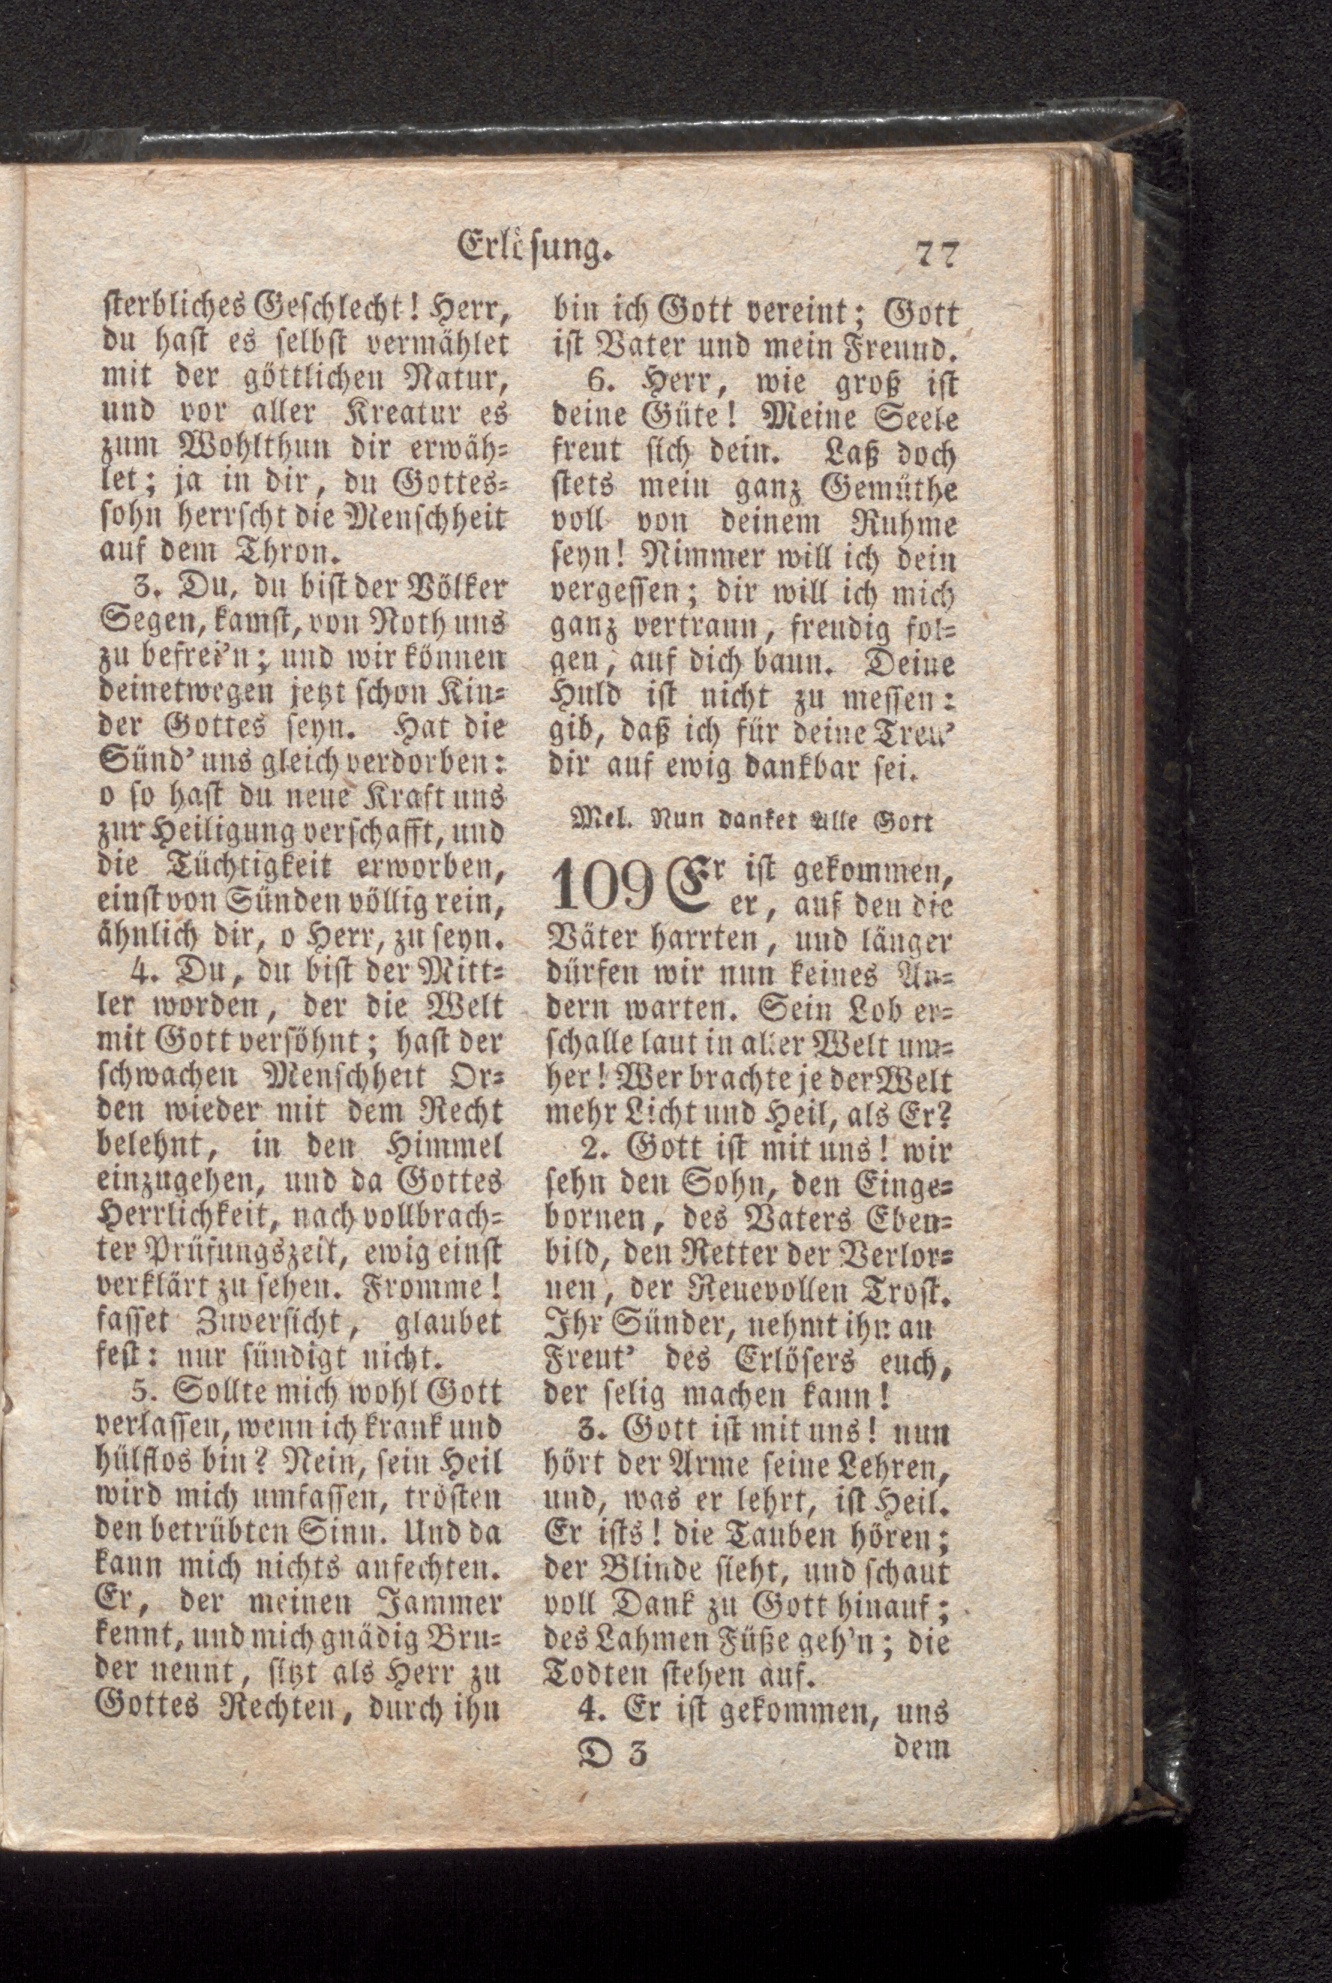 Erlösung. 77
sterbliches Geschlecht! Herr,
du hast es selbst vermählet
mit der göttlichen Natur,
und vor aller Kreatur es
zum Wohlthun dir erwäh-
let; ja in dir, du Gottes-
sohn herrscht die Menschheit
auf dem Thron.
3. Du, du bist der Völker
Segen, kamst, von Noth uns
zu befrei'n; und wir können
deinetwegen jetzt schon Kin-
der Gottes seyn. Hat die
Sünd' uns gleich verdorben:
o so hast du neue Kraft uns
zur Heiligung verschafft, und
die Tüchtigkeit erworben,
einst von Sünden völlig rein,
ähnlich dir, o Herr, zu seyn.
4. Du, du bist der Mitt-
ler worden, der die Welt
mit Gott versöhnt; hast der
schwachen Menschheit Or-
den wieder mit dem Recht
belehnt, in den Himmel
einzugehen, und da Gottes
Herrlichkeit, nach vollbrach-
ter Prüfungszeit, ewig einst
verklärt zu sehen. Fromme!
fasset Zuversicht, glaubet
fest: nur sündigt nicht.
5. Sollte mich wohl Gott
verlassen, wenn ich krank und
hülflos bin? Nein, sein Heil
wird mich umfassen, trösten
den betrübten Sinn. Und da
kann mich nichts anfechten.
Er, der meinen Jammer
kennt, und mich gnädig Bru-
der nennt, sitzt als Herr zu
Gottes Rechten, durch ihn
bin ich Gott vereint; Gott
ist Vater und mein Freund.
6. Herr, wie groß ist
deine Güte! Meine Seele
freut sich dein. Laß doch
stets mein ganz Gemüthe
voll von deinem Ruhme
seyn! Nimmer will ich dein
vergessen; dir will ich mich
ganz vertraun, freudig fol-
gen, auf dich baun. Deine
Huld ist nicht zu messen:
gib, daß ich für deine Treu'
dir auf ewig dankbar sei.
Mel. Nun danket alle Gott
109 Er ist gekommen,
er, auf den die
Väter harrten, und länger
dürfen wir nun keines An-
dern warten. Sein Lob er-
schalle laut in aller Welt um-
her! Wer brachte je der Welt
mehr Licht und Heil, als Er?
2. Gott ist mit uns! wir
sehn den Sohn, den Einge-
bornen, des Vaters Eben-
bild, den Retter der Verlor-
nen, der Reuevollen Trost.
Ihr Sünder, nehmt ihn an
Freut' des Erlösers euch,
der selig machen kann!
3. Gott ist mit uns! nun
hört der Arme seine Lehren,
und, was er lehrt, ist Heil.
Er ists! die Tauben hören;
der Blinde sieht, und schaut
voll Dank zu Gott hinauf;
des Lahmen Füße geh'n; die
Todten stehen auf.
4. Er ist gekommen, uns
D 3 dem